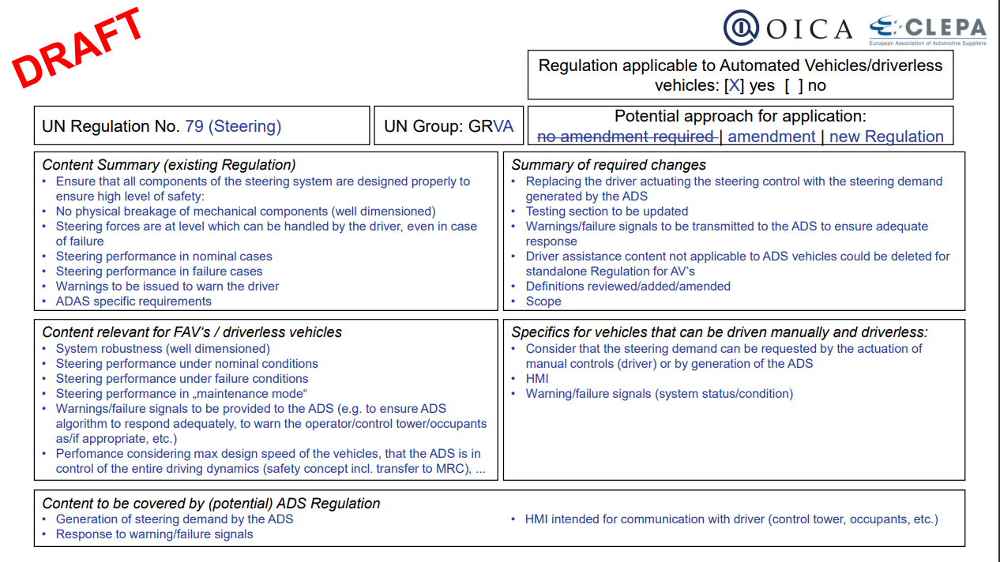 DRAFT
OICA
CLEPA
European Association of Automotive Suppliers
Regulation applicable to Automated Vehicles/driverless
vehicles: [X] yes [ ] no
UN Regulation No. 79 (Steering)
UN Group: GRVA
Potential approach for application:
no amendment required | amendment | new Regulation
Content Summary (existing Regulation)
• Ensure that all components of the steering system are designed properly to
ensure high level of safety:
• No physical breakage of mechanical components (well dimensioned)
• Steering forces are at level which can be handled by the driver, even in case
of failure
• Steering performance in nominal cases
• Steering performance in failure cases
• Warnings to be issued to warn the driver
• ADAS specific requirements
Summary of required changes
• Replacing the driver actuating the steering control with the steering demand
generated by the ADS
• Testing section to be updated
• Warnings/failure signals to be transmitted to the ADS to ensure adequate
response
• Driver assistance content not applicable to ADS vehicles could be deleted for
standalone Regulation for AV's
• Definitions reviewed/added/amended
• Scope
Content relevant for FAV's / driverless vehicles
• System robustness (well dimensioned)
• Steering performance under nominal conditions
• Steering performance under failure conditions
• Steering performance in „maintenance mode“
• Warnings/failure signals to be provided to the ADS (e.g. to ensure ADS
algorithm to respond adequately, to warn the operator/control tower/occupants
as/if appropriate, etc.)
• Perfomance considering max design speed of the vehicles, that the ADS is in
control of the entire driving dynamics (safety concept incl. transfer to MRC), ...
Specifics for vehicles that can be driven manually and driverless:
• Consider that the steering demand can be requested by the actuation of
manual controls (driver) or by generation of the ADS
• HMI
• Warning/failure signals (system status/condition)
Content to be covered by (potential) ADS Regulation
• Generation of steering demand by the ADS
• Response to warning/failure signals
• HMI intended for communication with driver (control tower, occupants, etc.)